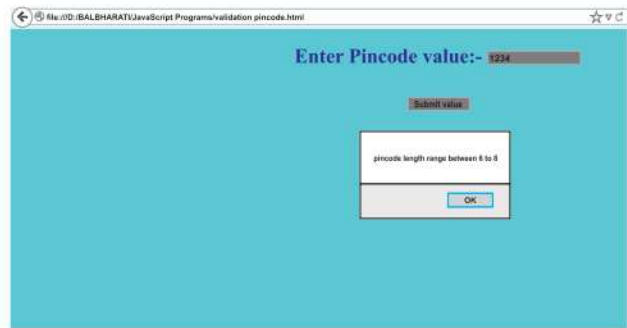 file:///D:/BALBHARATI/JavaScript Programs/validation pincode.html
Enter Pincode value:- 1234
Submit value
pincode length range between 6 to 8
OK